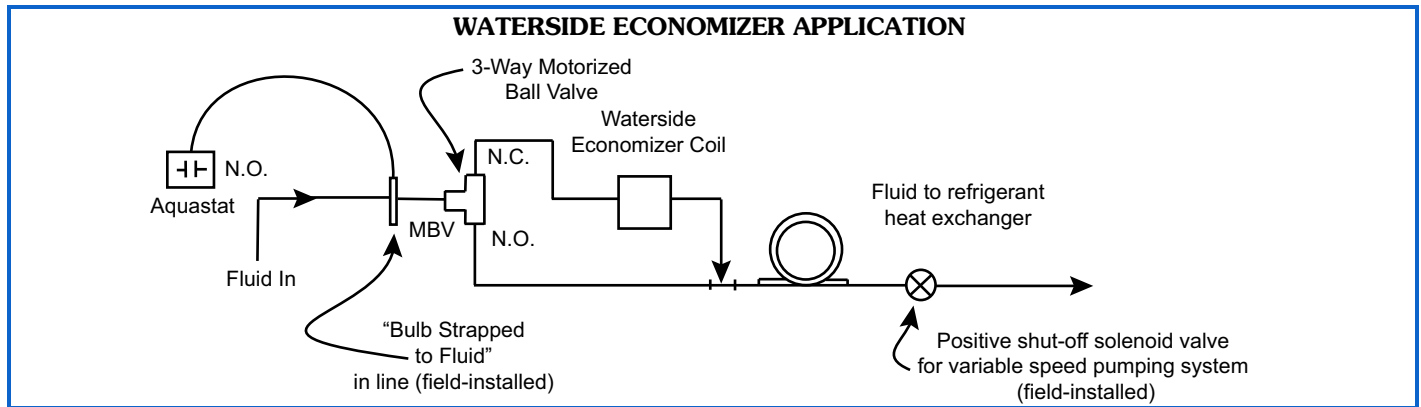 WATERSIDE ECONOMIZER APPLICATION
3-Way Motorized
Ball Valve
Waterside
Economizer Coil
N.C.
N.O.
Aquastat
Fluid to refrigerant
heat exchanger
MBV
N.O.
Fluid In
“Bulb Strapped
to Fluid”
in line (field-installed)
Positive shut-off solenoid valve
for variable speed pumping system
(field-installed)